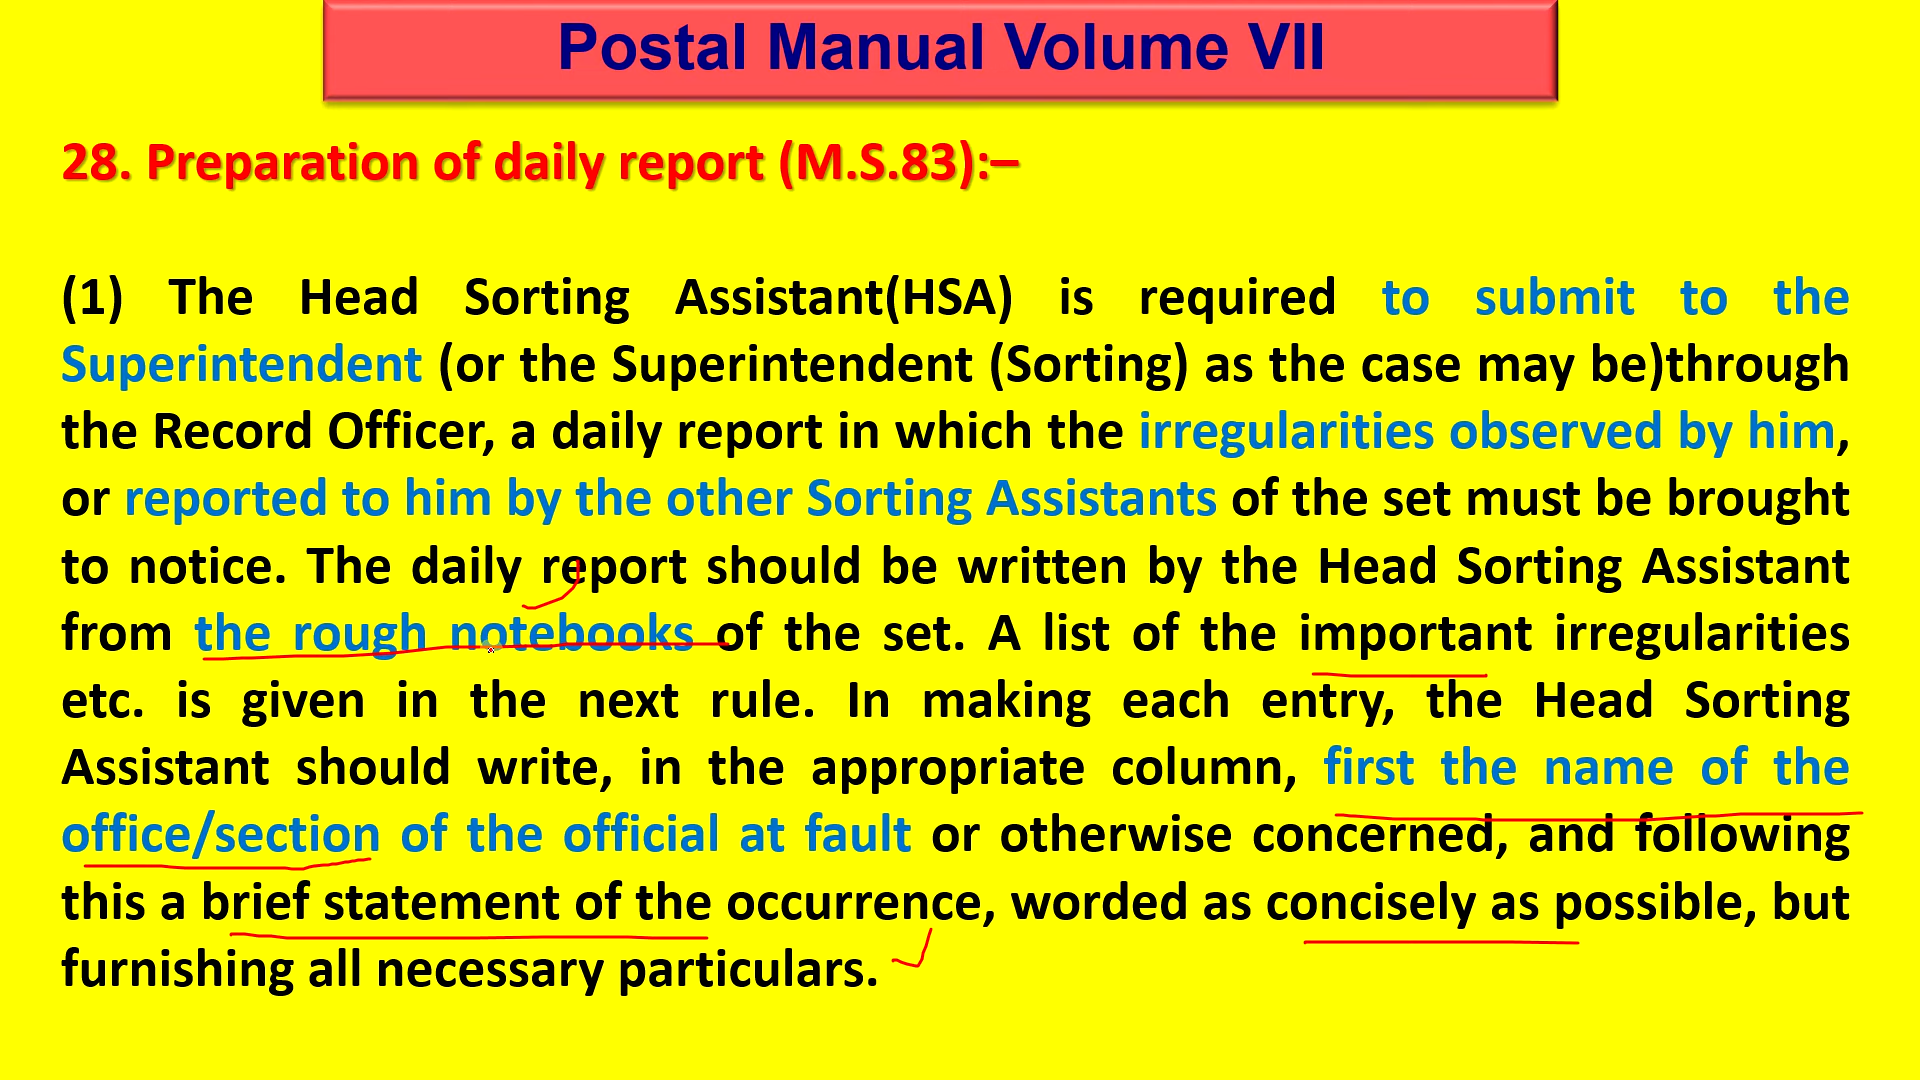 Postal Manual Volume VII
28. Preparation of daily report (M.S.83):–
(1) The Head Sorting Assistant(HSA) is required to submit to the
Superintendent (or the Superintendent (Sorting) as the case may be)through
the Record Officer, a daily report in which the irregularities observed by him,
or reported to him by the other Sorting Assistants of the set must be brought
to notice. The daily report should be written by the Head Sorting Assistant
from the rough notebooks of the set. A list of the important irregularities
etc. is given in the next rule. In making each entry, the Head Sorting
Assistant should write, in the appropriate column, first the name of the
office/section of the official at fault or otherwise concerned, and following
this a brief statement of the occurrence, worded as concisely as possible, but
furnishing all necessary particulars.